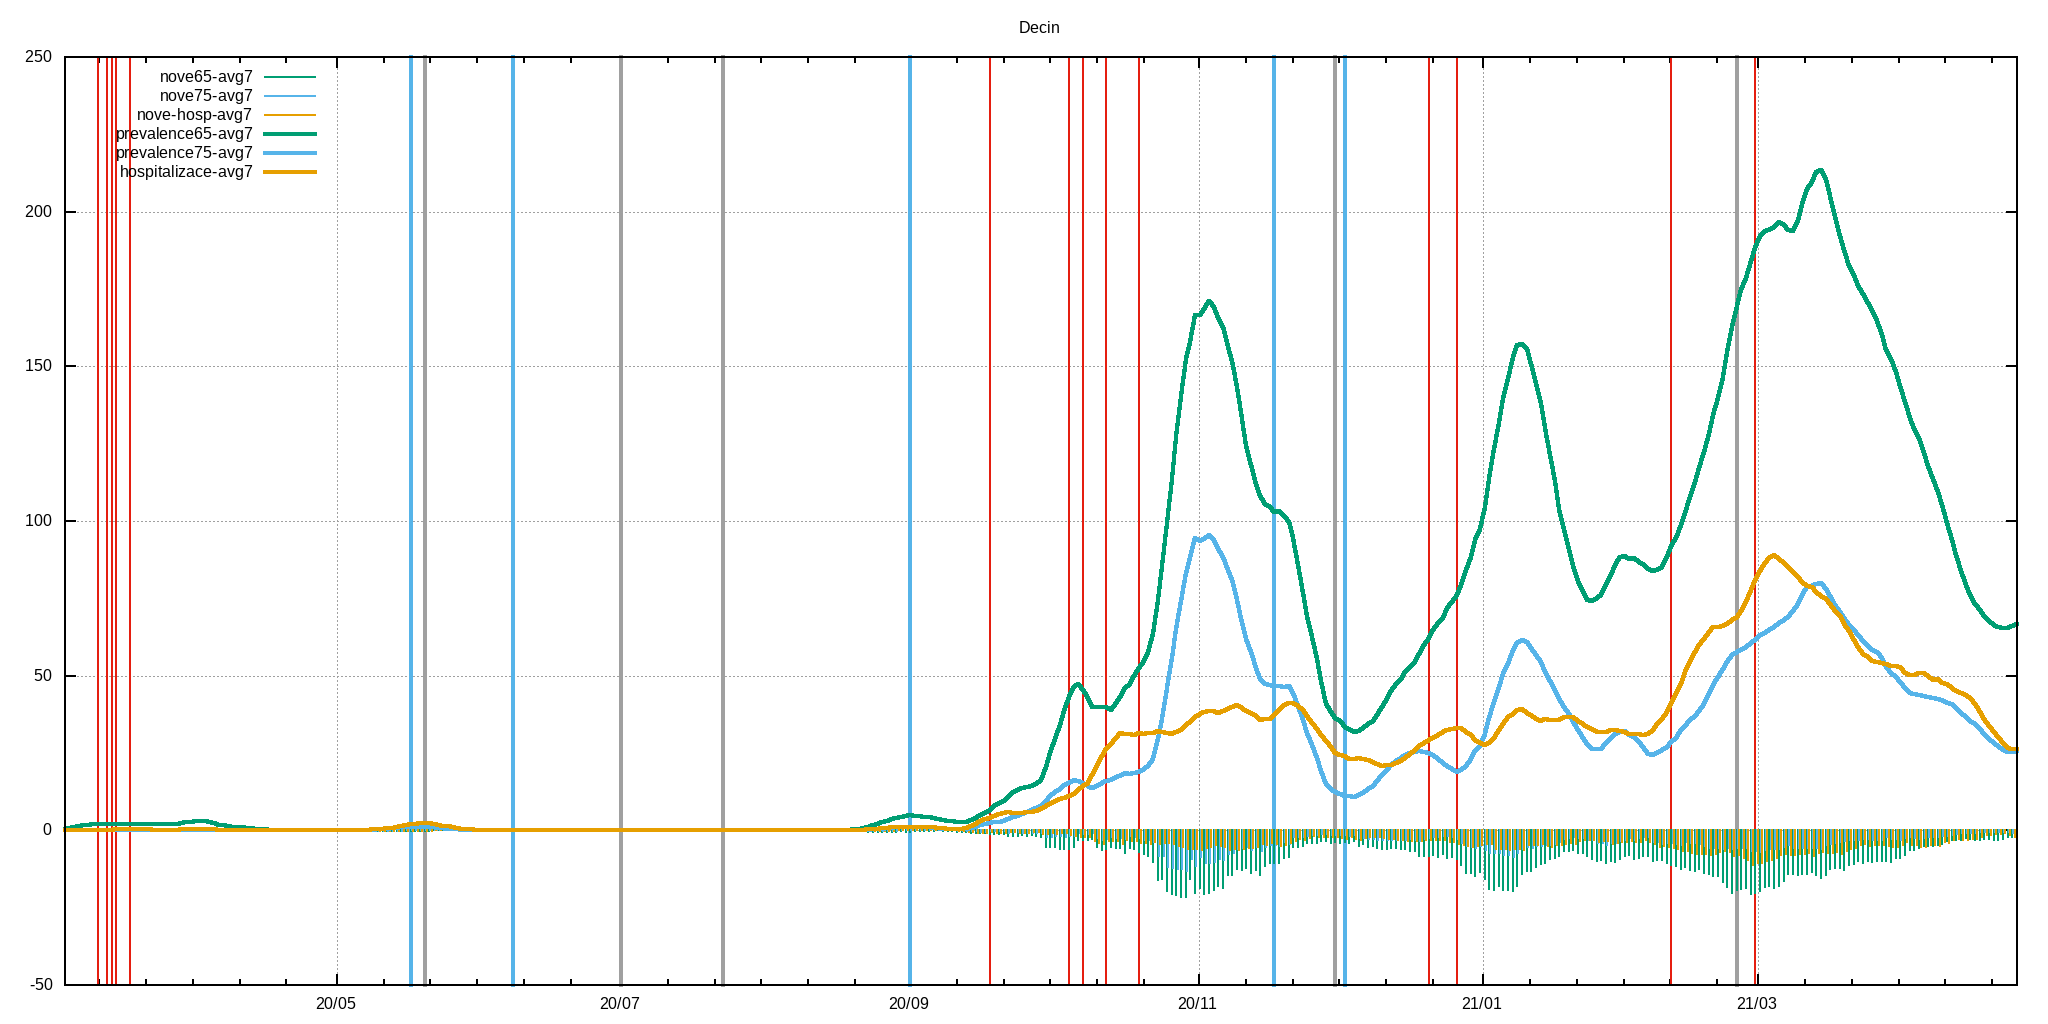 Decin
250
nove65-avg7
nove75-avg7
nove-hosp-avg7
prevalence65-avg7
prevalence75-avg7
hospitalizace-avg7
200
150
100
50
0
-50
20/05
20/07
20/09
20/11
21/01
21/03